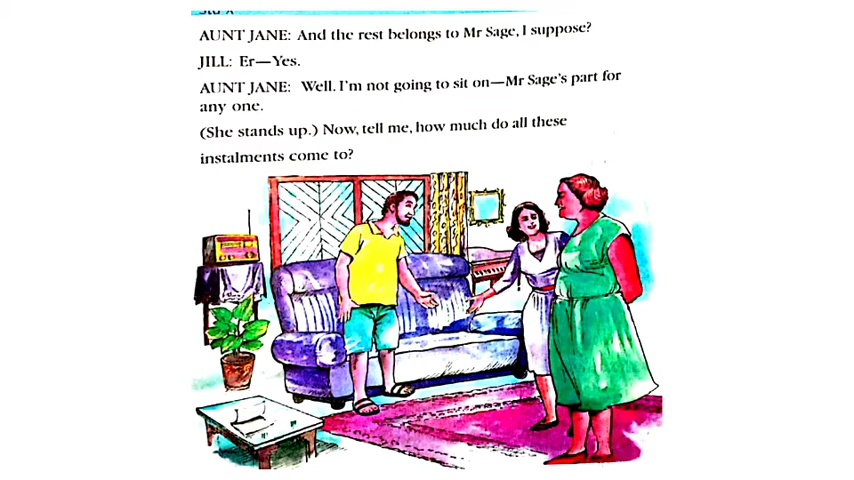 Std X
AUNT JANE: And the rest belongs to Mr Sage, I suppose?
JILL: Er—Yes.
AUNT JANE: Well. I'm not going to sit on—Mr Sage's part for
any one.
(She stands up.) Now, tell me, how much do all these
instalments come to?